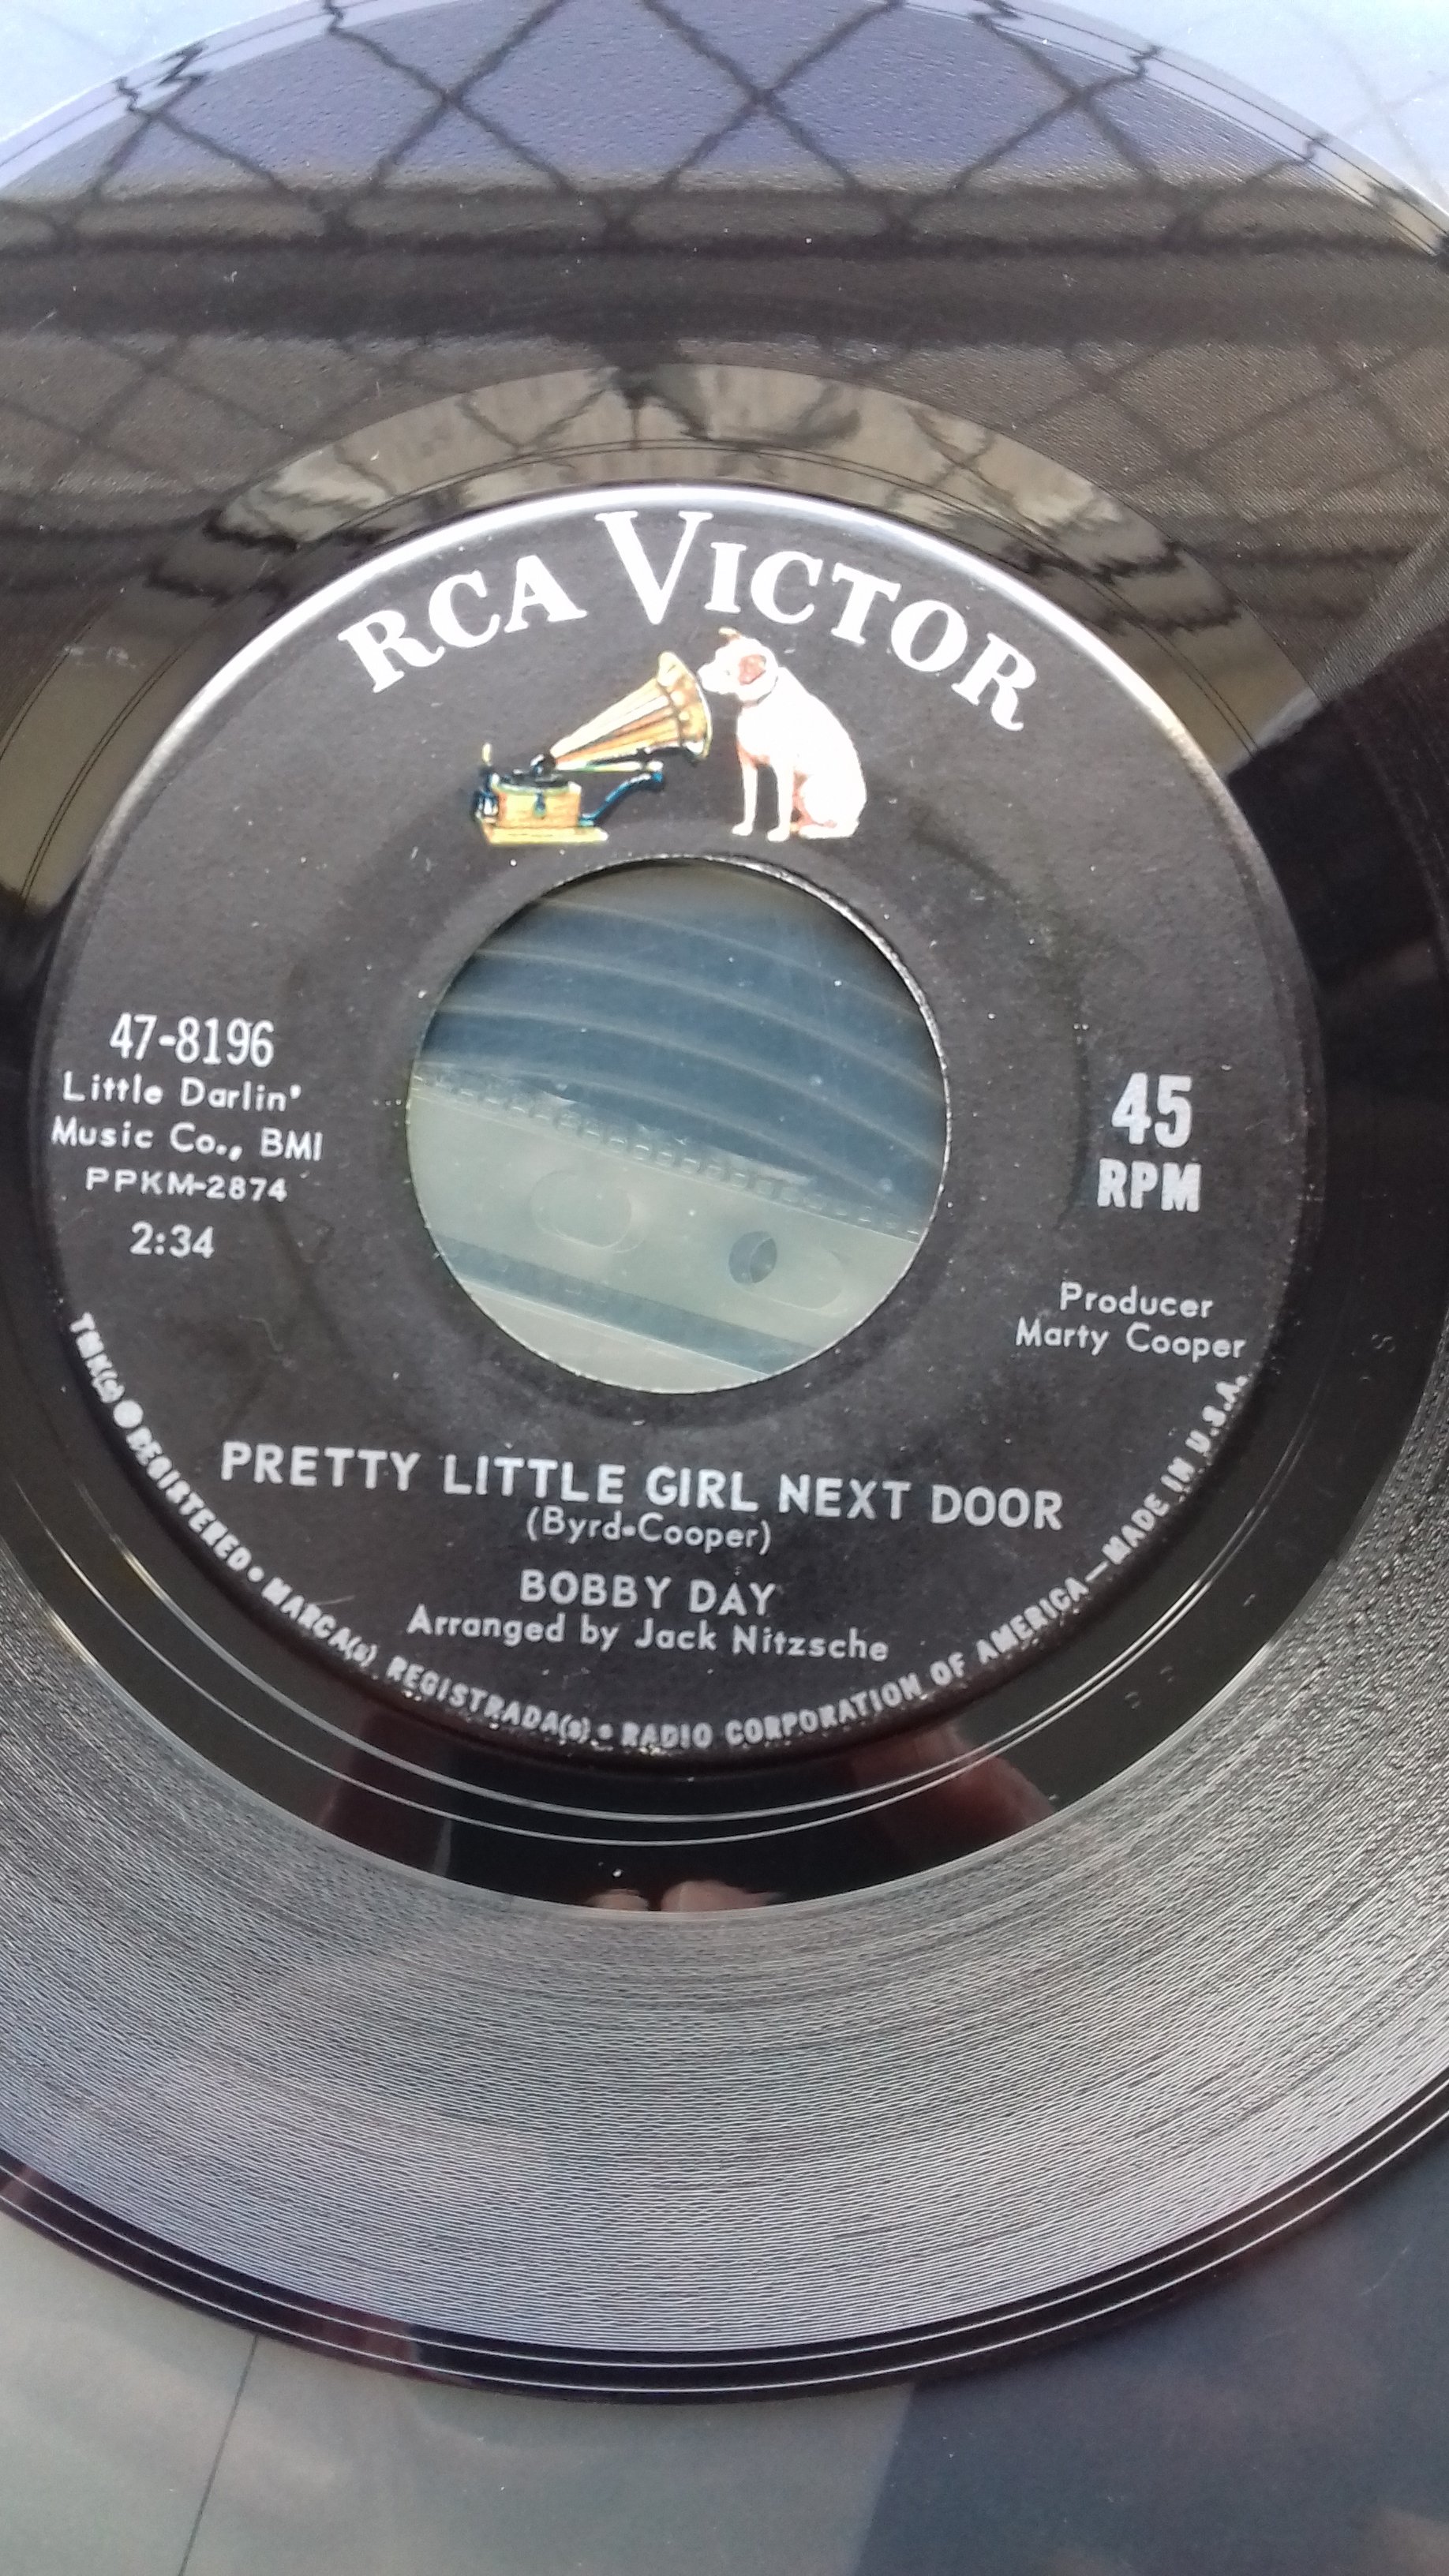 RCA VICTOR
47-8196
Little Darlin'
Music Co., BMI
PPKM-2874
2:34
45
RPM
Producer
Marty Cooper
PRETTY LITTLE GIRL NEXT DOOR
(Byrd-Cooper)
BOBBY DAY
Arranged by Jack Nitzsche
TMK(s) ® REGISTERED • MARCA(s) REGISTRADA(s) • RADIO CORPORATION OF AMERICA—MADE IN U.S.A.